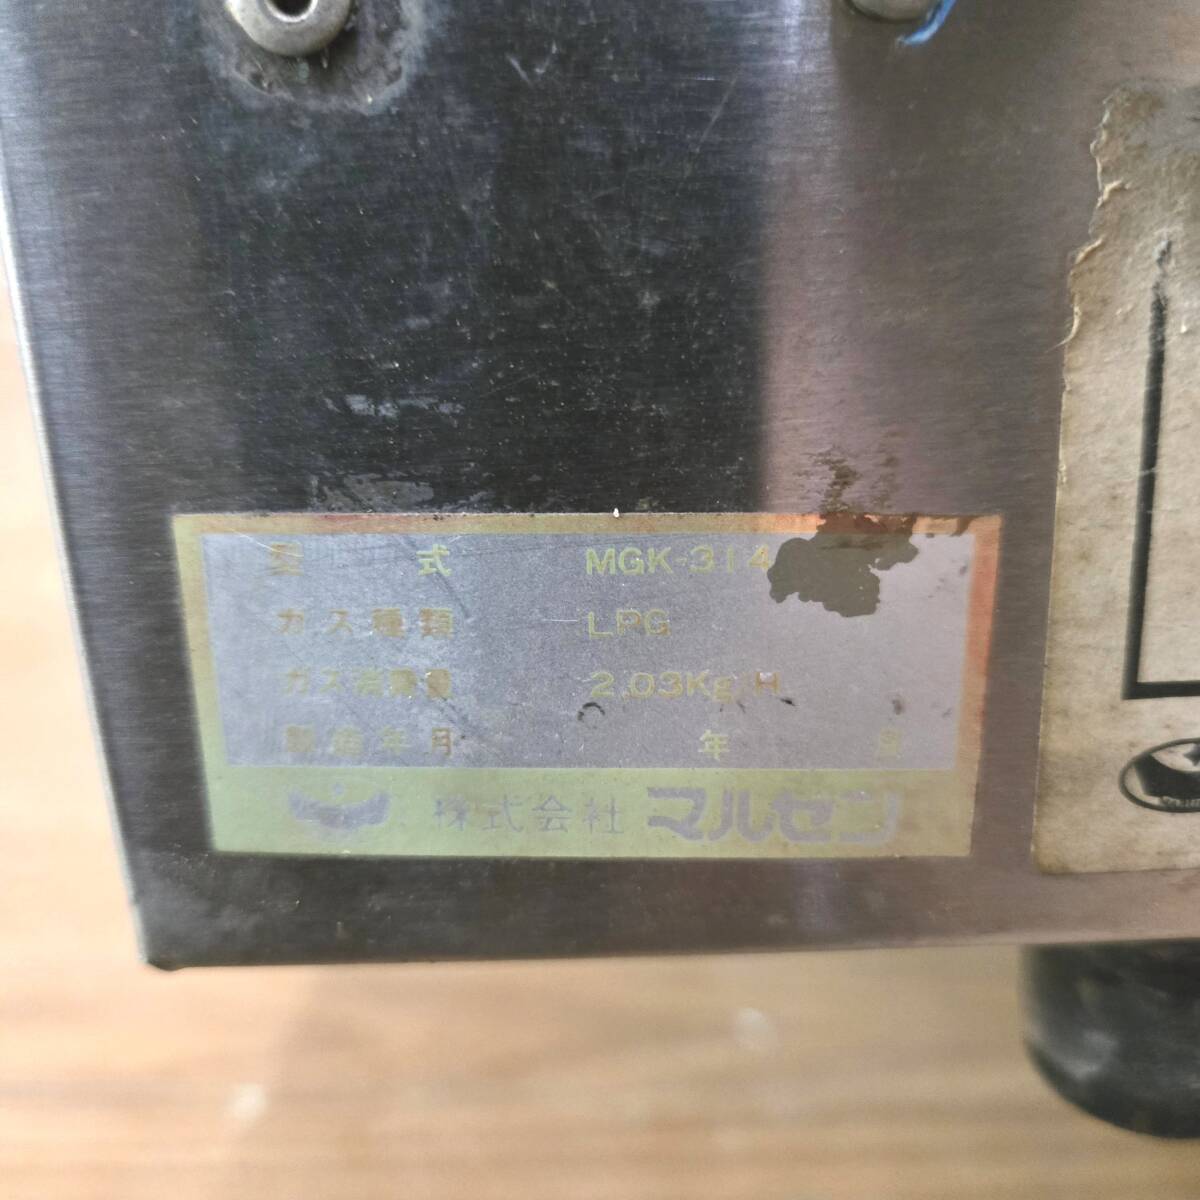 型式 MGK-314
ガス種類 LPG
ガス消費量 2.03Kg/H
製造年月 年 月
株式会社 マルゼン